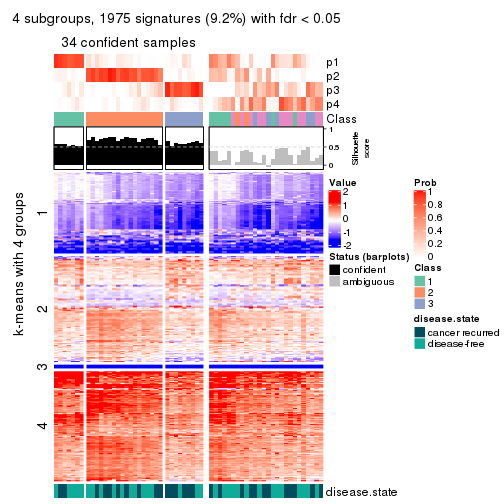 4 subgroups, 1975 signatures (9.2%) with fdr < 0.05
34 confident samples
p1
p2
p3
p4
Class
1
0.5
0
Silhouette
score
k-means with 4 groups
1
2
3
4
disease.state
Value
2
1
0
-1
-2
Status (barplots)
confident
ambiguous
Prob
1
0.8
0.6
0.4
0.2
0
Class
1
2
3
disease.state
cancer recurred
disease-free